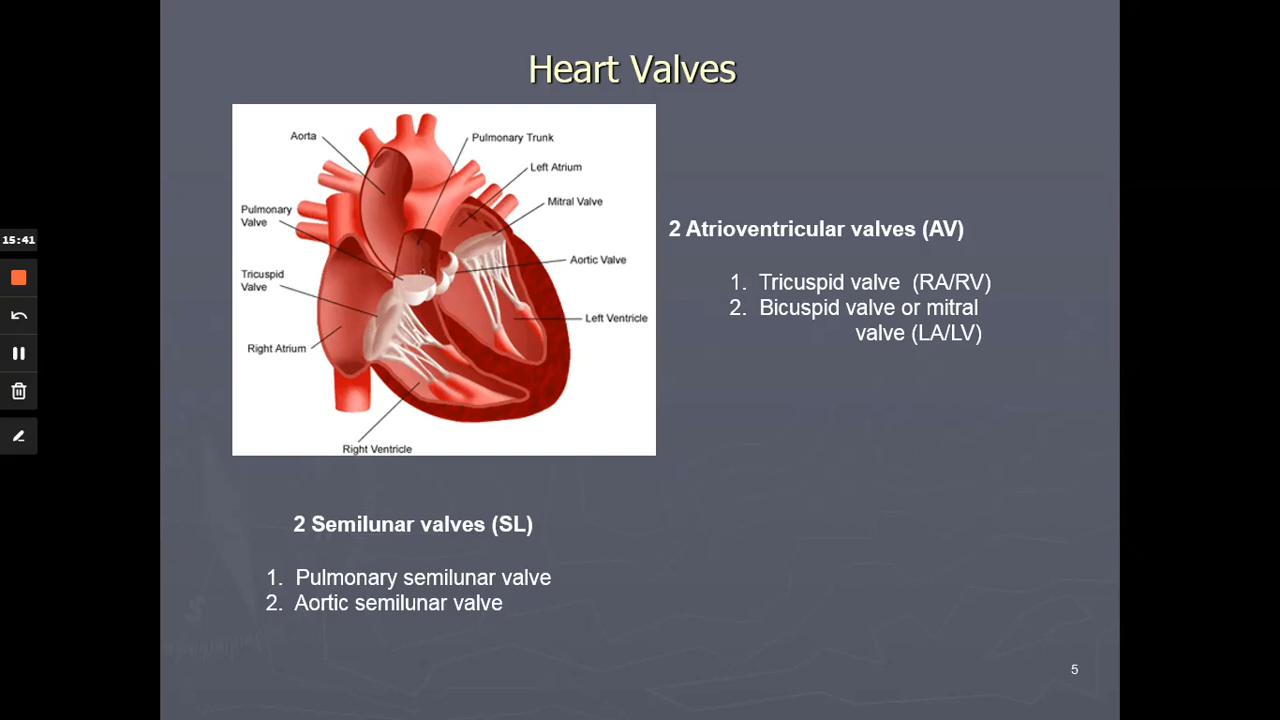 Heart Valves
Aorta
Pulmonary Trunk
Left Atrium
Mitral Valve
Pulmonary
Valve
Aortic Valve
Tricuspid
Valve
Left Ventricle
Right Atrium
Right Ventricle
2 Atrioventricular valves (AV)
1. Tricuspid valve (RA/RV)
2. Bicuspid valve or mitral
valve (LA/LV)
15:41
2 Semilunar valves (SL)
1. Pulmonary semilunar valve
2. Aortic semilunar valve
5